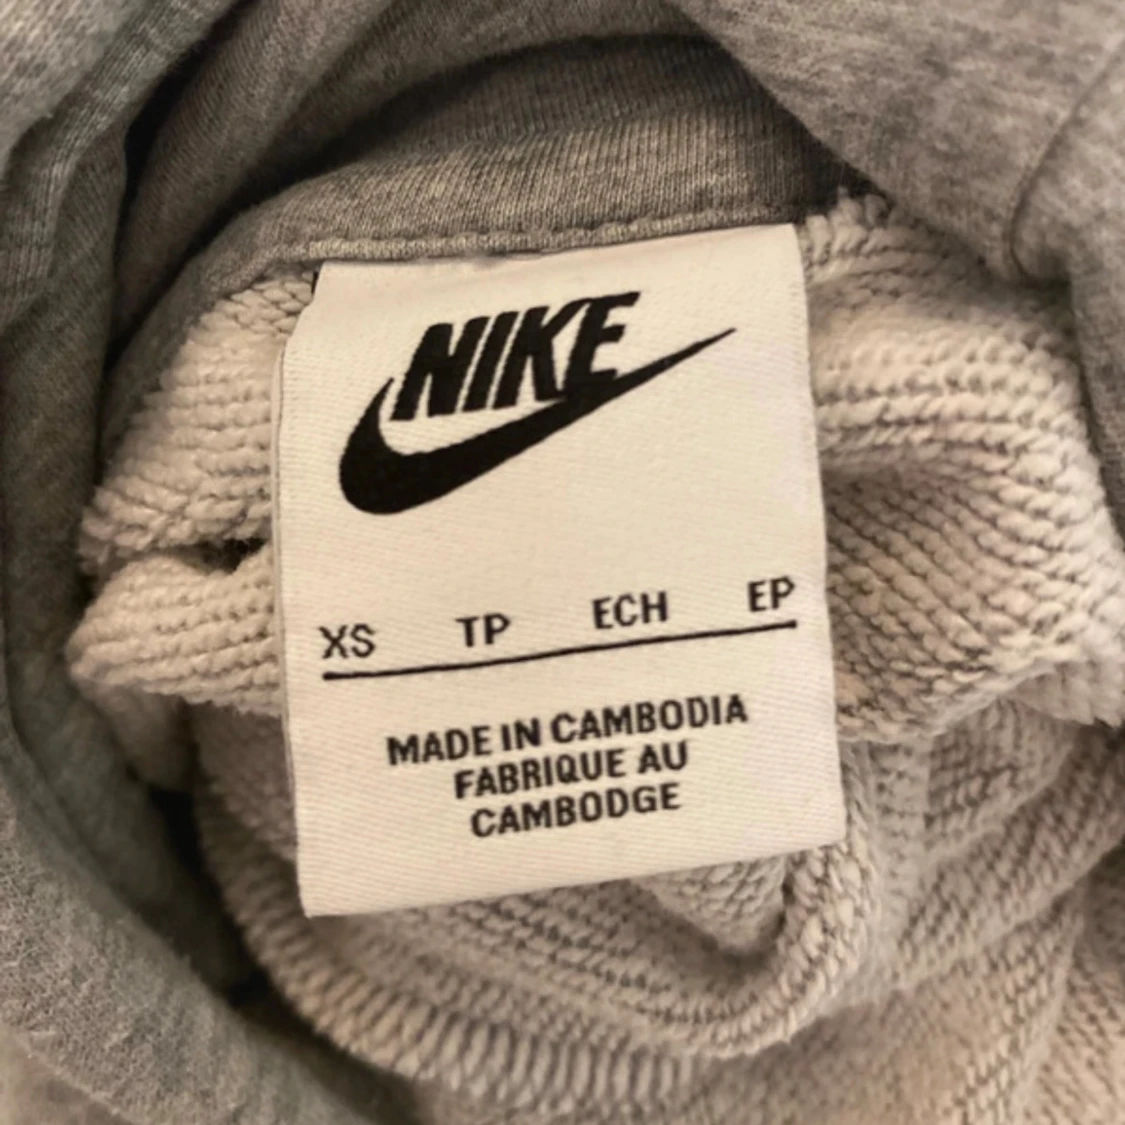 NIKE
XS TP ECH EP
MADE IN CAMBODIA
FABRIQUE AU
CAMBODGE